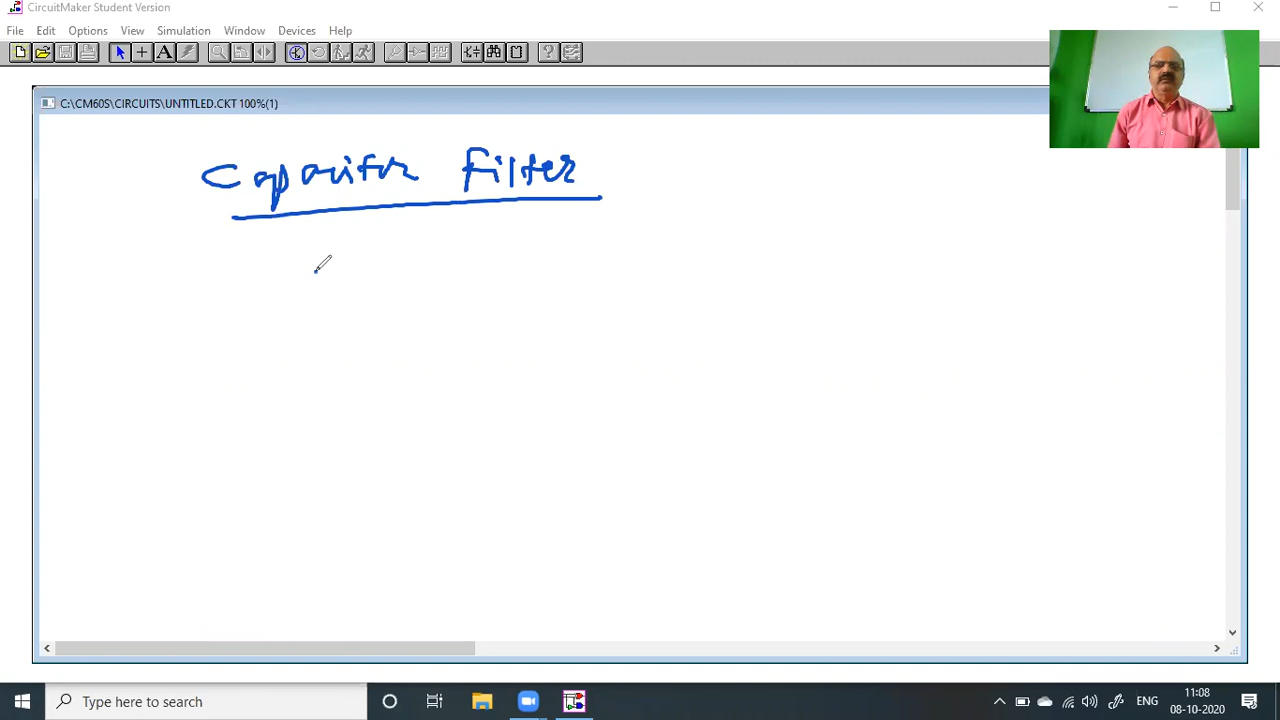 CircuitMaker Student Version
File Edit Options View Simulation Window Devices Help
C:\CM60S\CIRCUITS\UNTITLED.CKT 100%(1)
Capacitor Filter
Type here to search
ENG
11:08
08-10-2020